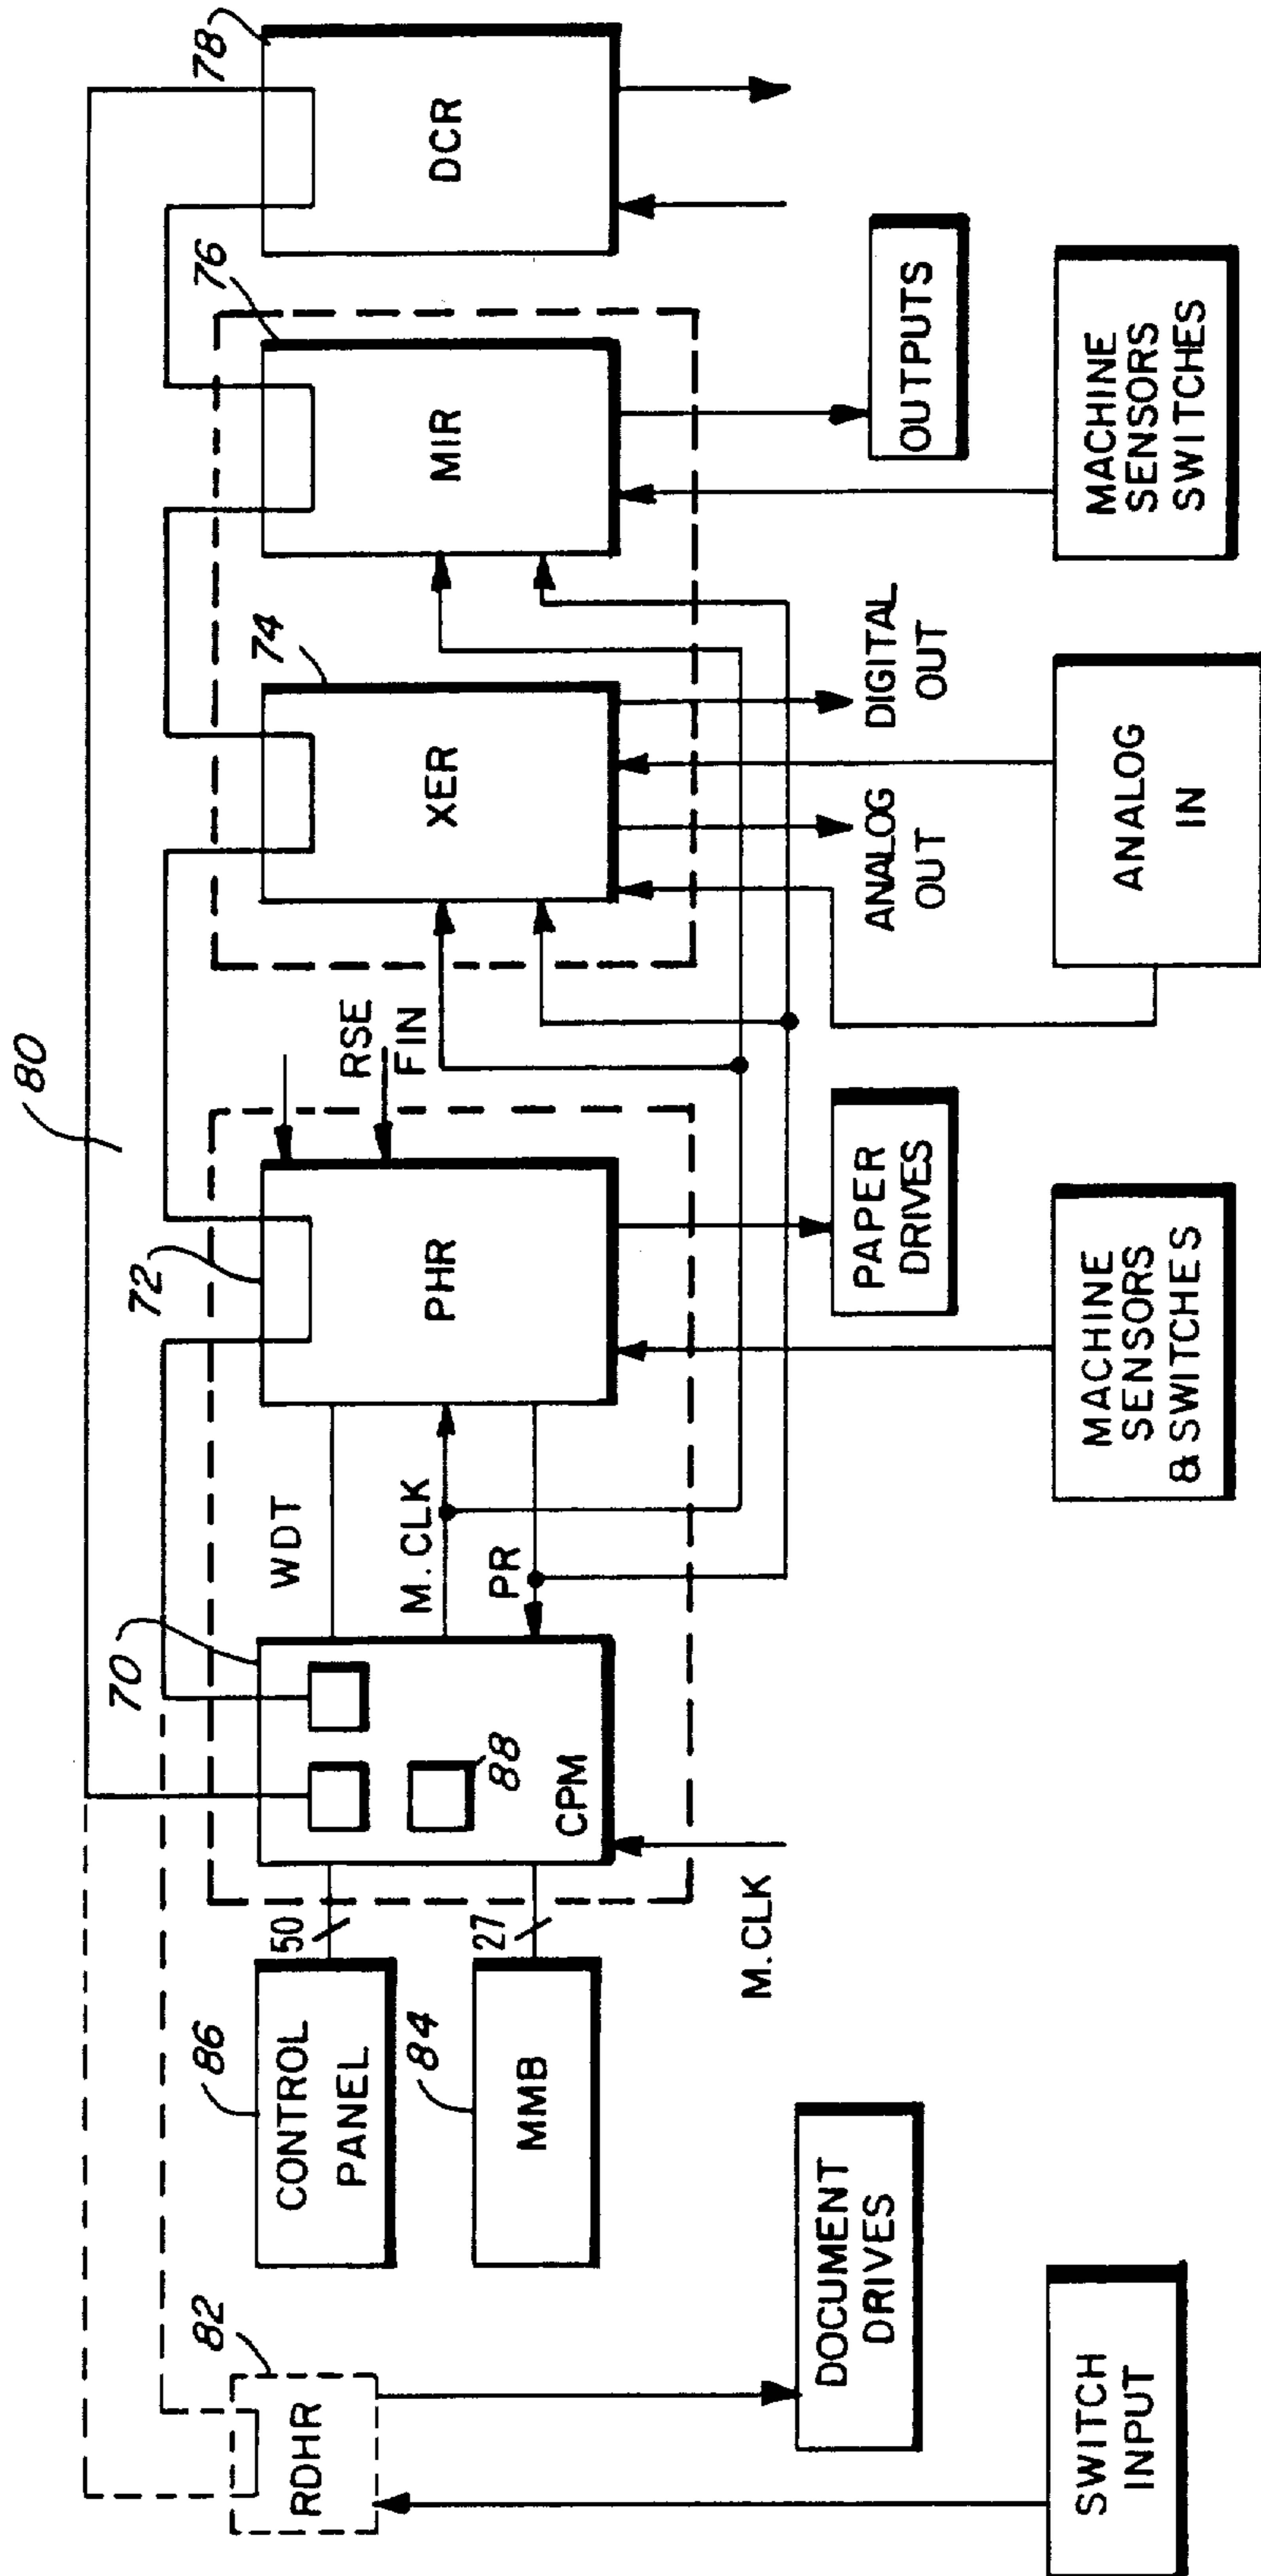 80
78
76
74
72
70
DCR
MIR
XER
PHR
RSE
FIN
WDT
M. CLK
PR
CPM
88
50
27
M.CLK
86
CONTROL
PANEL
84
MMB
82
RDHR
DOCUMENT
DRIVES
SWITCH
INPUT
PAPER
DRIVES
MACHINE
SENSORS
& SWITCHES
ANALOG
OUT
DIGITAL
OUT
ANALOG
IN
OUTPUTS
MACHINE
SENSORS
SWITCHES